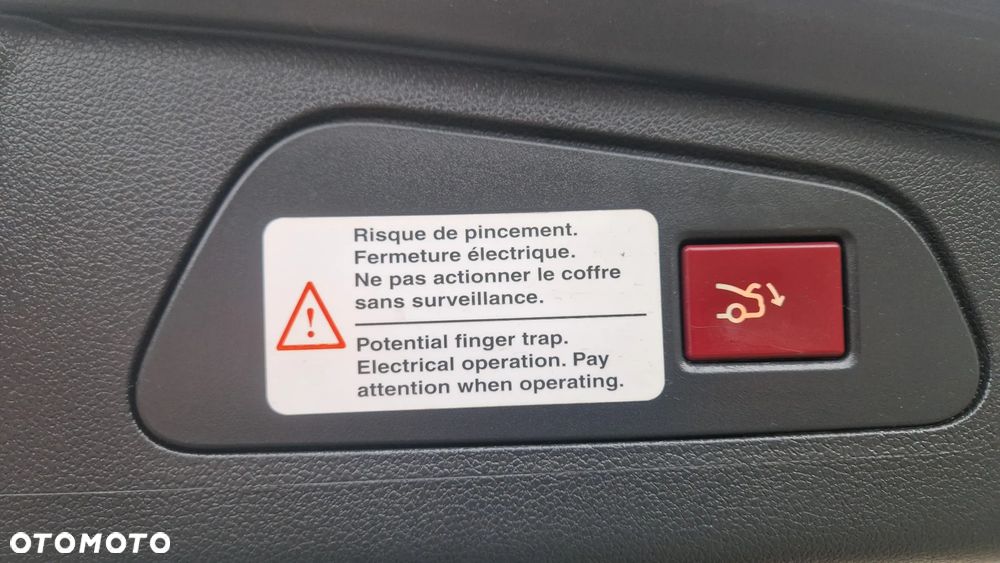 Risque de pincement.
Fermeture électrique.
Ne pas actionner le coffre
sans surveillance.
!
Potential finger trap.
Electrical operation. Pay
attention when operating.
OTOMOTO